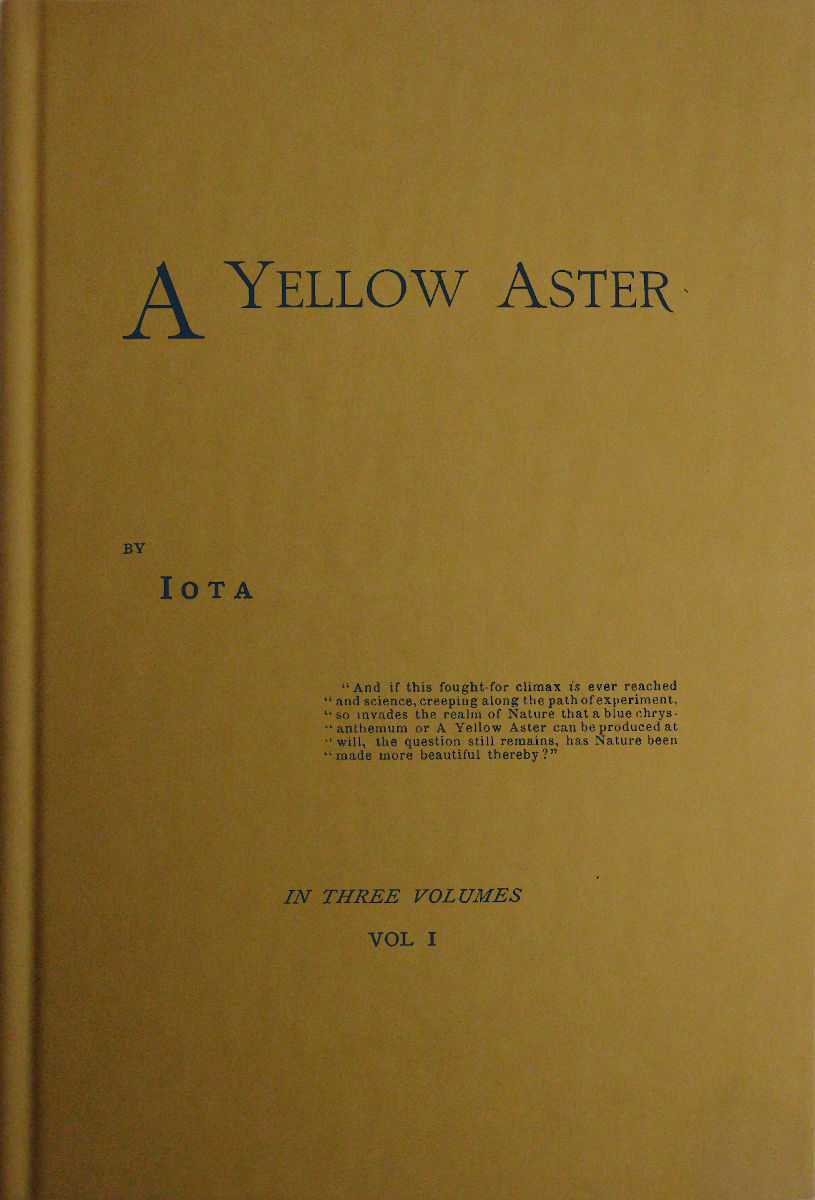 A YELLOW ASTER
BY
IOTA
"And if this fought-for climax is ever reached
"and science, creeping along the path of experiment,
"so invades the realm of Nature that a blue chrys-
"anthemum or A Yellow Aster can be produced at
"will, the question still remains, has Nature been
"made more beautiful thereby?"
IN THREE VOLUMES
VOL I